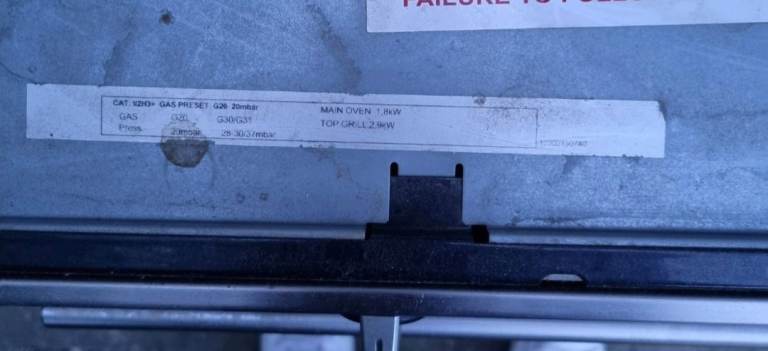 FAILURE TO
CAT. II2H3+ GAS PRESET: G20 20mbar
GAS G20 G30/G31
Press. 20mbar 28-30/37mbar
MAIN OVEN 1.8kW
TOP GRILL 2.9kW